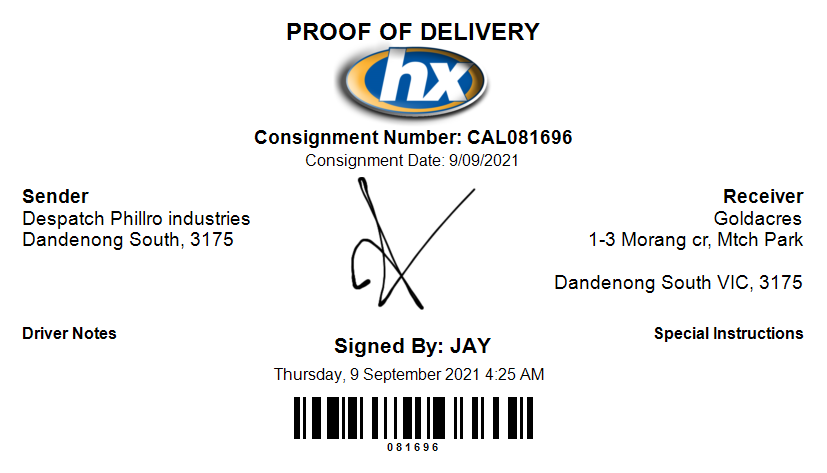 PROOF OF DELIVERY
hx
Consignment Number: CAL081696
Consignment Date: 9/09/2021
Sender
Despatch Phillro industries
Dandenong South, 3175
Receiver
Goldacres
1-3 Morang cr, Mtch Park
Dandenong South VIC, 3175
Driver Notes
Special Instructions
Signed By: JAY
Thursday, 9 September 2021 4:25 AM
081696